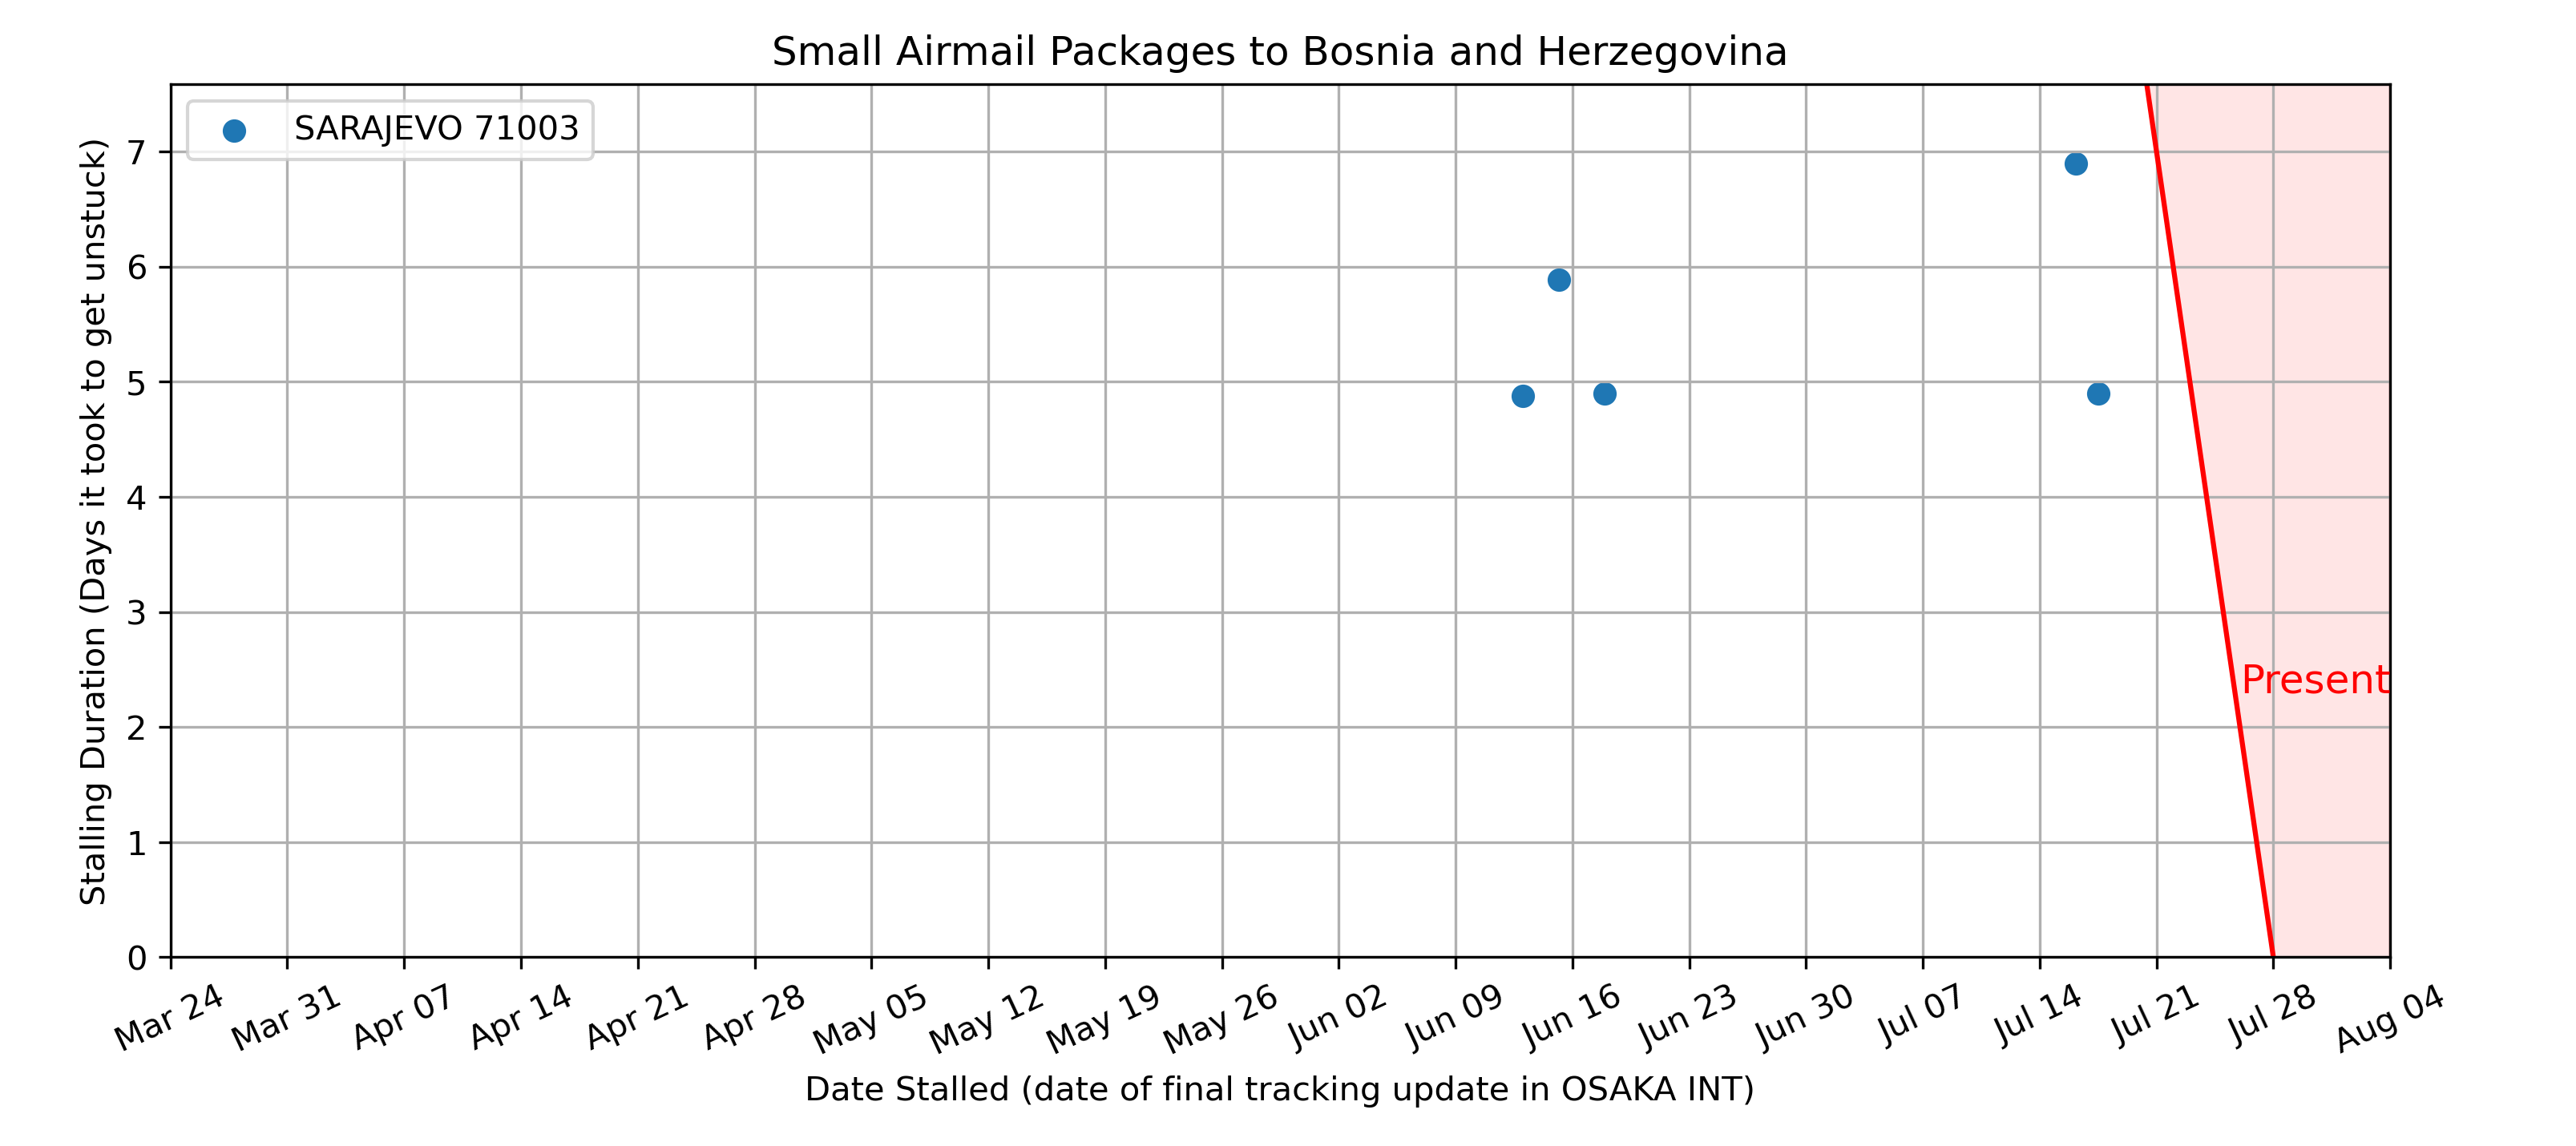 Small Airmail Packages to Bosnia and Herzegovina
SARAJEVO 71003
Stalling Duration (Days it took to get unstuck)
7
6
5
4
3
2
1
0
Present
Mar 24
Mar 31
Apr 07
Apr 14
Apr 21
Apr 28
May 05
May 12
May 19
May 26
Jun 02
Jun 09
Jun 16
Jun 23
Jun 30
Jul 07
Jul 14
Jul 21
Jul 28
Aug 04
Date Stalled (date of final tracking update in OSAKA INT)